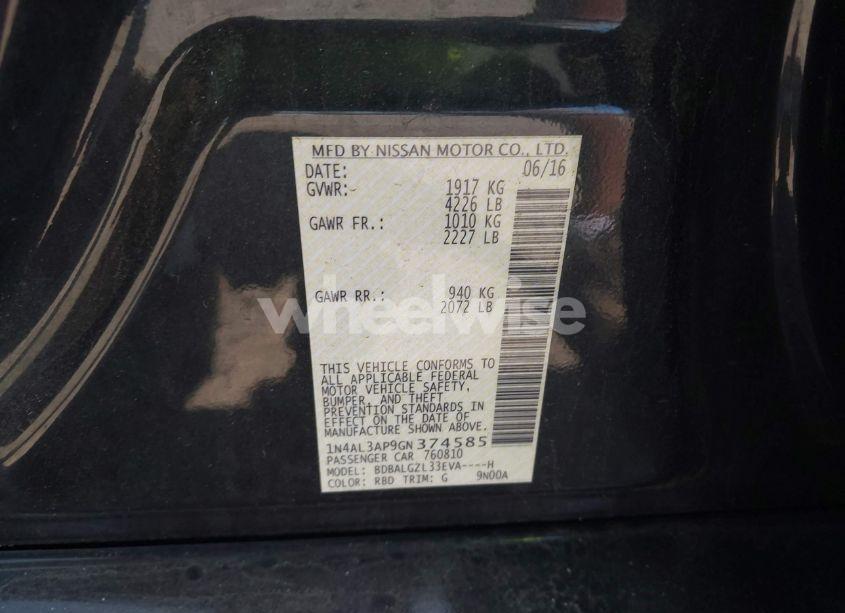 MFD BY NISSAN MOTOR CO., LTD.
DATE: 06/16
GVWR: 1917 KG
4226 LB
GAWR FR.: 1010 KG
2227 LB
GAWR RR.: 940 KG
2072 LB
wheelwise
THIS VEHICLE CONFORMS TO
ALL APPLICABLE FEDERAL
MOTOR VEHICLE SAFETY,
BUMPER, AND THEFT
PREVENTION STANDARDS IN
EFFECT ON THE DATE OF
MANUFACTURE SHOWN ABOVE.
1N4AL3AP9GN374585
PASSENGER CAR 760810
MODEL: BDBALGZL33EVA----H
COLOR: RBD TRIM: G 9N00A